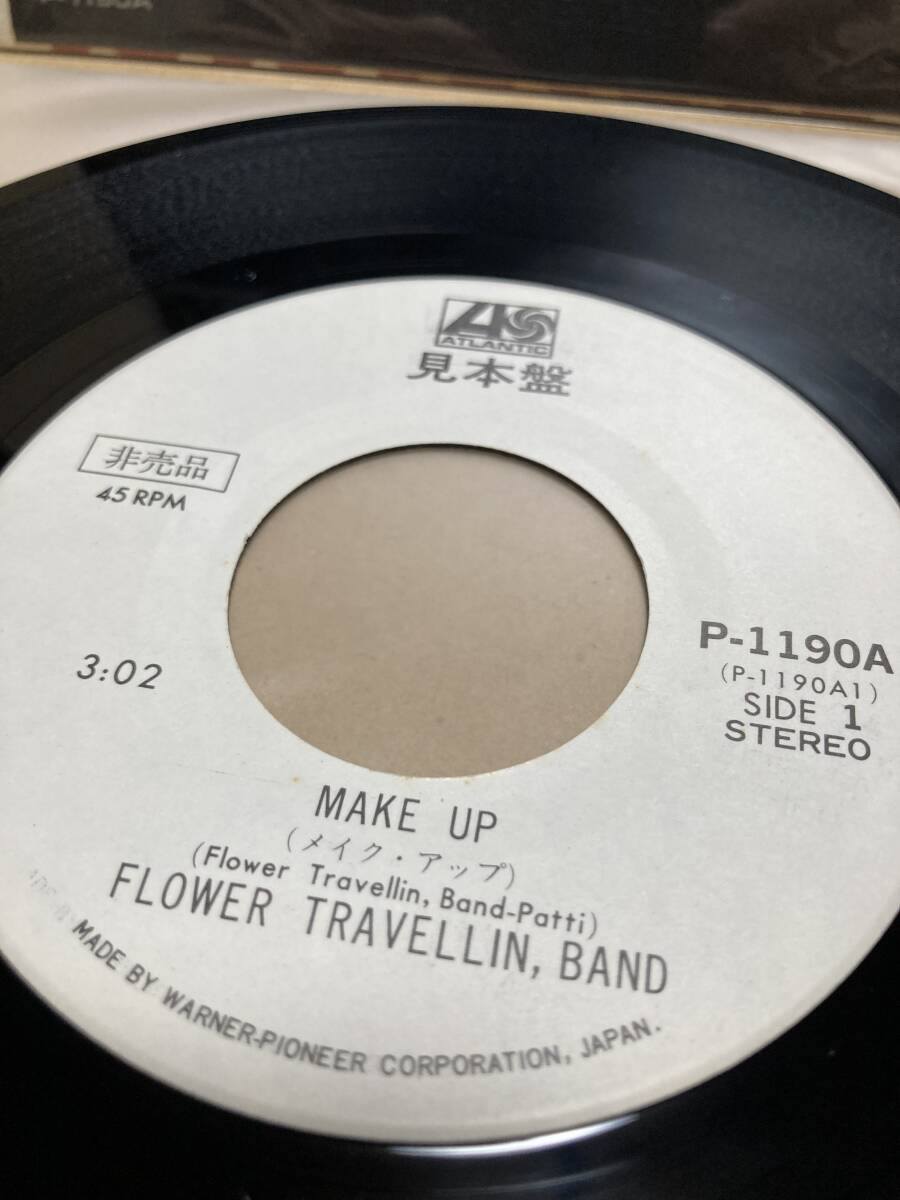 ATLANTIC
見本盤
非売品
45 RPM
3:02
P-1190A
(P-1190A1)
SIDE 1
STEREO
MAKE UP
(メイク・アップ)
(Flower Travellin, Band-Patti)
FLOWER TRAVELLIN, BAND
MADE BY WARNER-PIONEER CORPORATION, JAPAN.